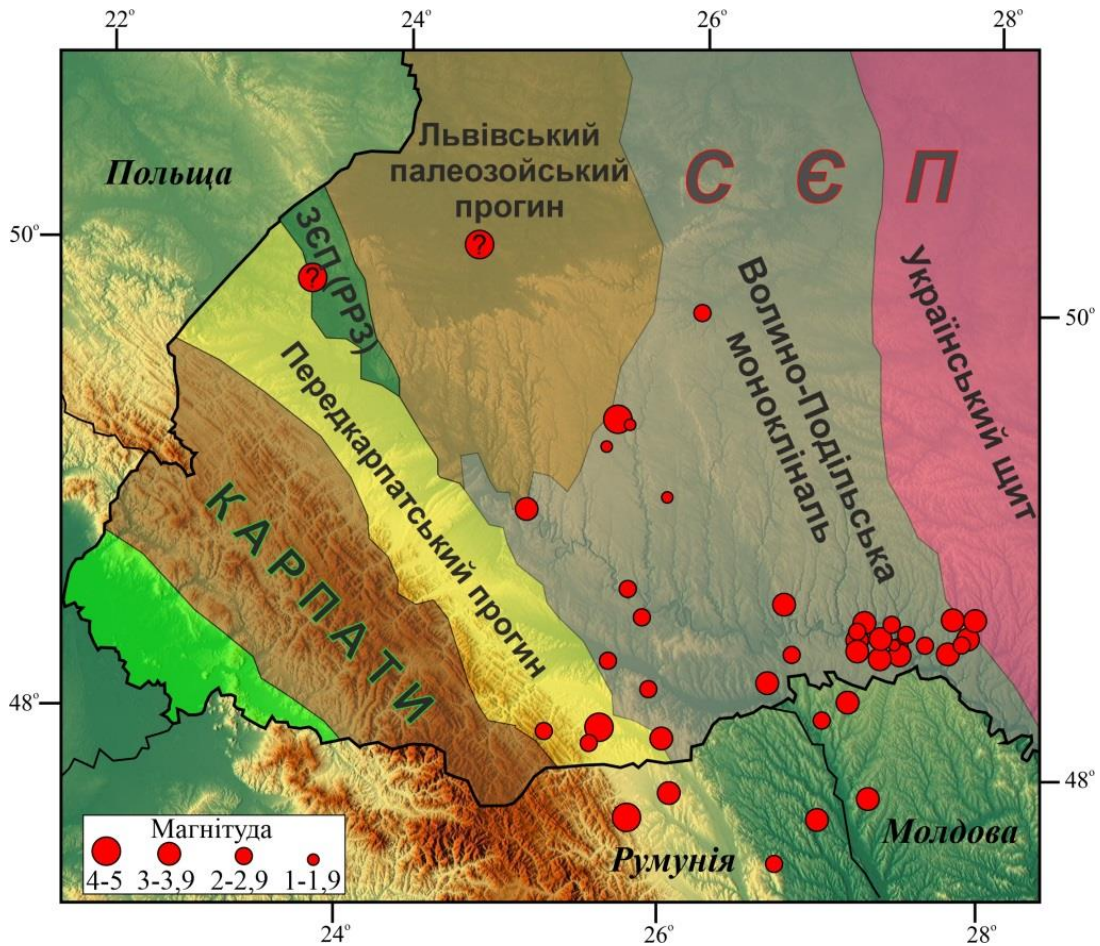 22° 24° 26° 28°
Польща
Львівський
палеозойський
прогин
С Є П
50°
?
?
ЗЄП (РРЗ)
50°
Передкарпатський прогин
Волино-Подільська
монокліналь
Український щит
КАРПАТИ
48°
48°
Магнітуда
4-5 3-3,9 2-2,9 1-1,9
Румунія
Молдова
24° 26° 28°